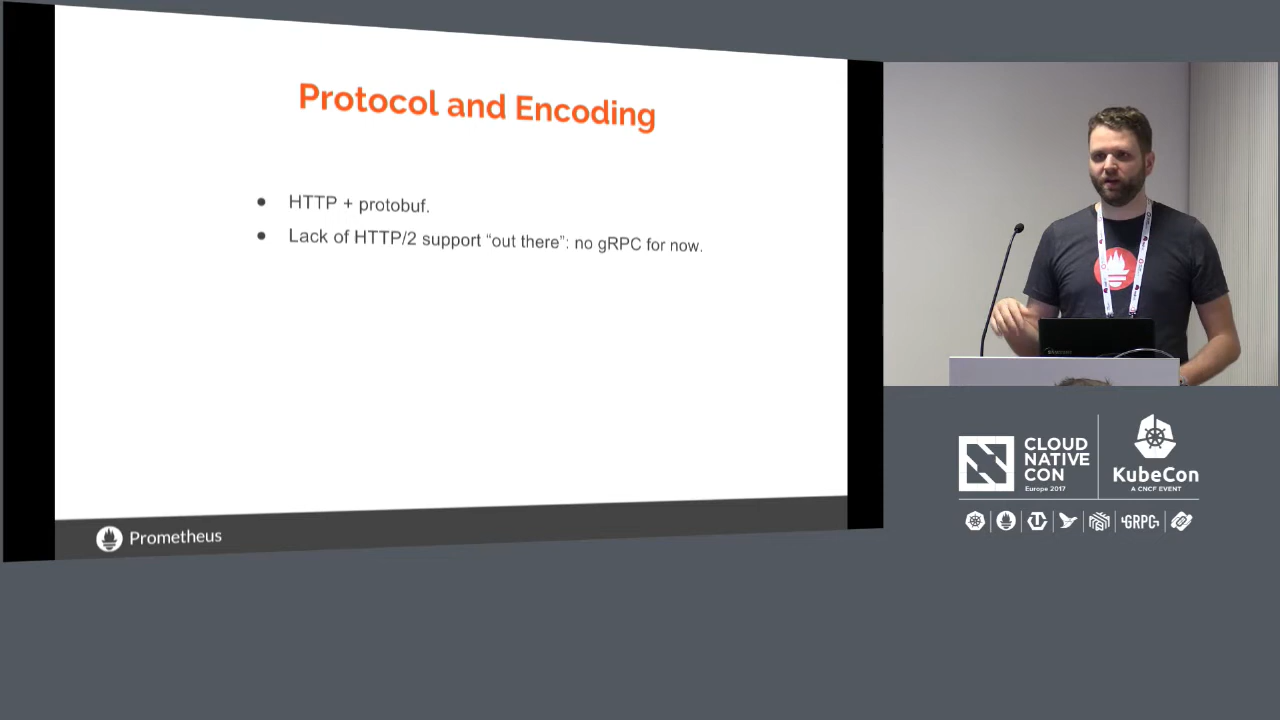 Protocol and Encoding
HTTP + protobuf.
Lack of HTTP/2 support “out there”: no gRPC for now.
Prometheus
CLOUD
NATIVE
CON
Europe 2017
KubeCon
A CNCF EVENT
GRPC